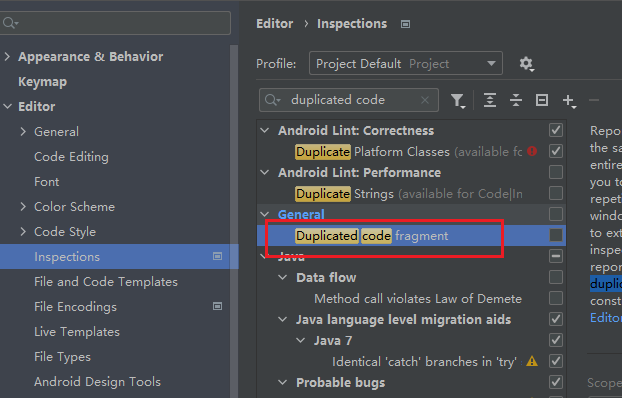 Appearance & Behavior
Keymap
Editor
General
Code Editing
Font
Color Scheme
Code Style
Inspections
File and Code Templates
File Encodings
Live Templates
File Types
Android Design Tools
Editor › Inspections
Profile: Project Default Project
duplicated code
Android Lint: Correctness
Duplicate Platform Classes (available fo
Android Lint: Performance
Duplicate Strings (available for Code|In
General
Duplicated code fragment
Java
Data flow
Method call violates Law of Demete
Java language level migration aids
Java 7
Identical 'catch' branches in 'try'
Probable bugs
Repo
the sa
entire
you to
repet
windo
to ext
inspe
repor
duplic
const
Editor
Scope